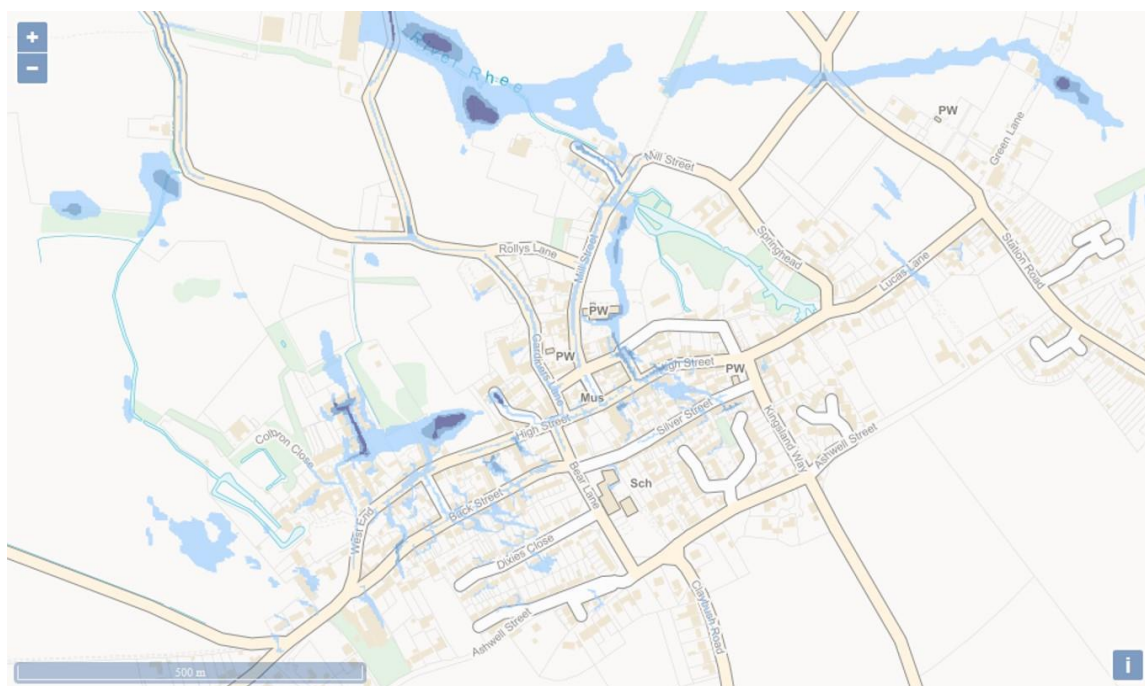 +
−
River Rhee
PW
Green Lane
Mill Street
Springhead
Station Road
Lucas Lane
Rollys Lane
Mill Street
PW
Gardiners Lane
PW
High Street
PW
Mus
High Street
Silver Street
Kingsland Way
Ashwell Street
Colbron Close
Bear Lane
Sch
Back Street
West End
Dixies Close
Claybush Road
Ashwell Street
500 m
i